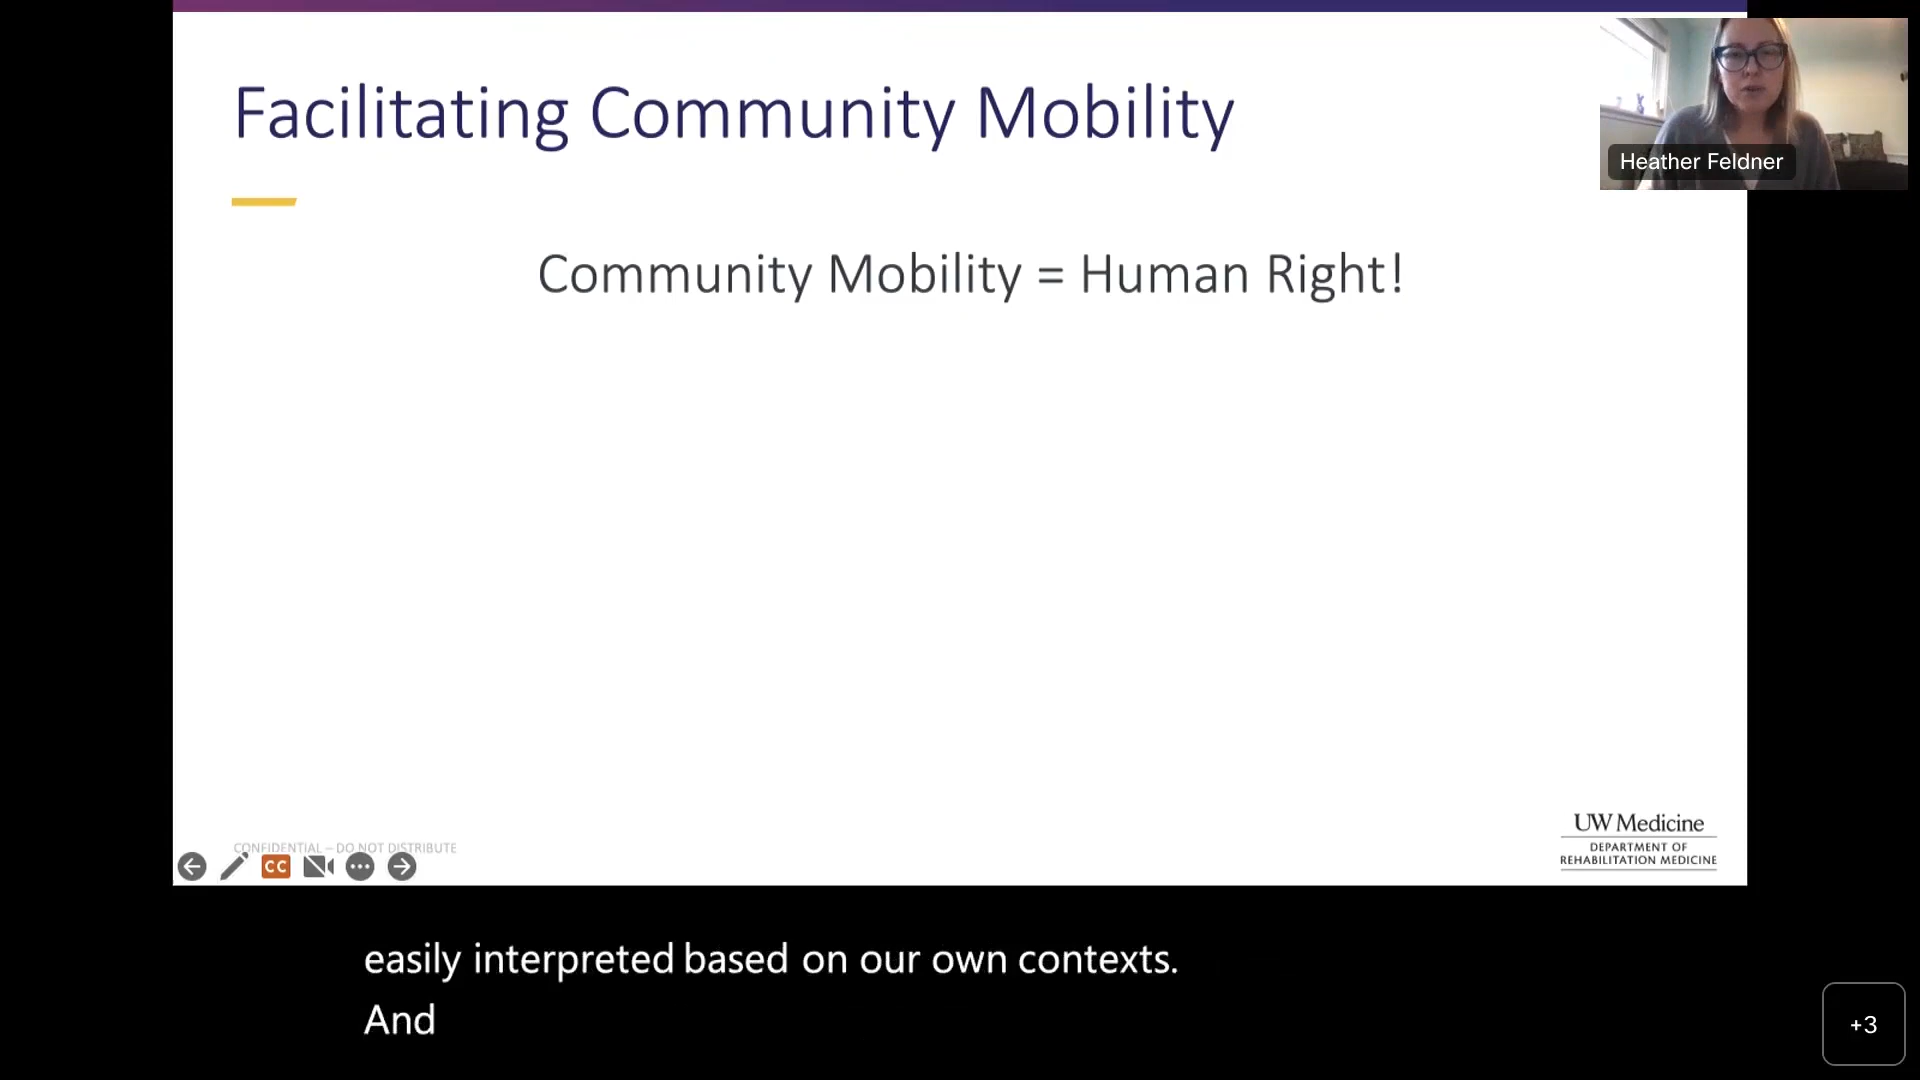 Facilitating Community Mobility
Heather Feldner
Community Mobility = Human Right!
CONFIDENTIAL – DO NOT DISTRIBUTE
CC
UW Medicine
DEPARTMENT OF
REHABILITATION MEDICINE
easily interpreted based on our own contexts.
And
+3